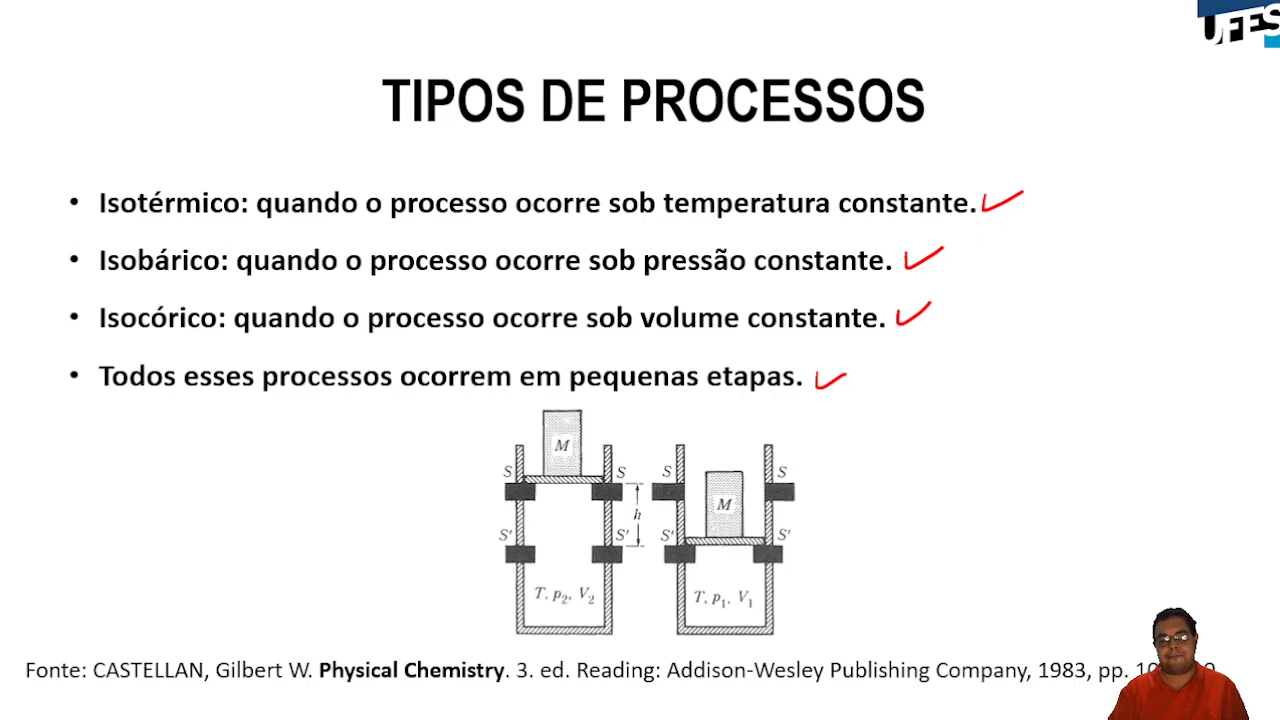 UFES
TIPOS DE PROCESSOS
• Isotérmico: quando o processo ocorre sob temperatura constante.
• Isobárico: quando o processo ocorre sob pressão constante.
• Isocórico: quando o processo ocorre sob volume constante.
• Todos esses processos ocorrem em pequenas etapas.
M
S S S S
M
h
S' S' S' S'
T, p₂, V₂ T, p₁, V₁
Fonte: CASTELLAN, Gilbert W. Physical Chemistry. 3. ed. Reading: Addison-Wesley Publishing Company, 1983, pp.